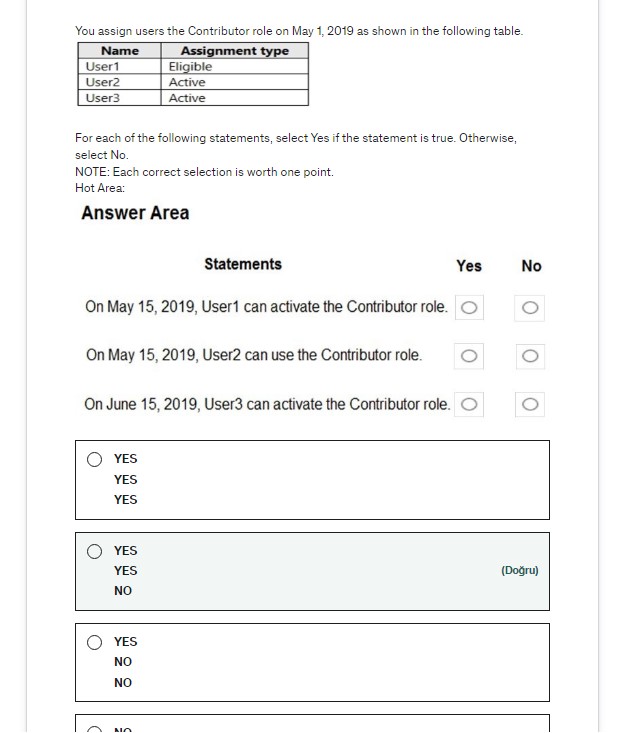 You assign users the Contributor role on May 1, 2019 as shown in the following table.
Name Assignment type
User1 Eligible
User2 Active
User3 Active
For each of the following statements, select Yes if the statement is true. Otherwise,
select No.
NOTE: Each correct selection is worth one point.
Hot Area:
Answer Area
Statements Yes No
On May 15, 2019, User1 can activate the Contributor role.
On May 15, 2019, User2 can use the Contributor role.
On June 15, 2019, User3 can activate the Contributor role.
YES
YES
YES
YES
YES (Doğru)
NO
YES
NO
NO
NO